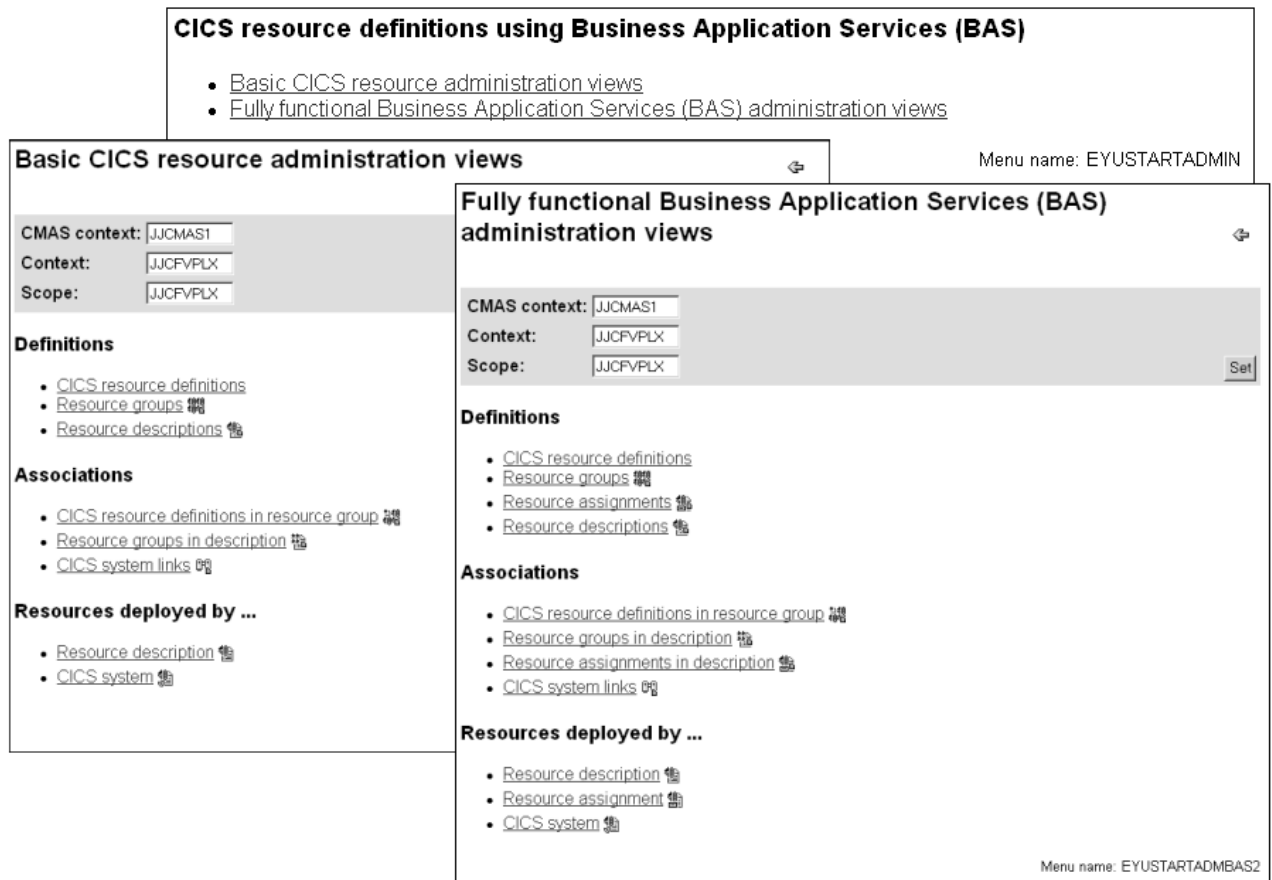 CICS resource definitions using Business Application Services (BAS)
• Basic CICS resource administration views
• Fully functional Business Application Services (BAS) administration views
Menu name: EYUSTARTADMIN
Basic CICS resource administration views
CMAS context: JJCMAS1
Context: JJCFVPLX
Scope: JJCFVPLX
Definitions
• CICS resource definitions
• Resource groups
• Resource descriptions
Associations
• CICS resource definitions in resource group
• Resource groups in description
• CICS system links
Resources deployed by ...
• Resource description
• CICS system
Fully functional Business Application Services (BAS)
administration views
CMAS context: JJCMAS1
Context: JJCFVPLX
Scope: JJCFVPLX
Set
Definitions
• CICS resource definitions
• Resource groups
• Resource assignments
• Resource descriptions
Associations
• CICS resource definitions in resource group
• Resource groups in description
• Resource assignments in description
• CICS system links
Resources deployed by ...
• Resource description
• Resource assignment
• CICS system
Menu name: EYUSTARTADMBAS2